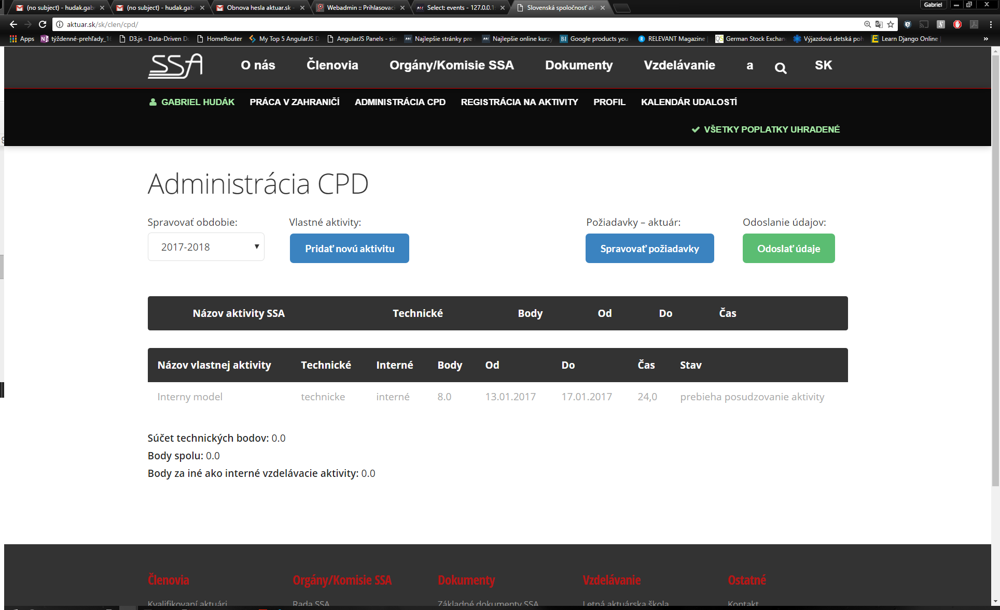 (no subject) - hudak.gab
(no subject) - hudak.gab
Obnova hesla aktuar.sk -
Webadmin :: Prihlasovaci
Select: events - 127.0.0.1:
Slovenská spoločnosť ak
Gabriel
aktuar.sk/sk/clen/cpd/
Apps
týždenné-prehľady_16
D3.js - Data-Driven Do
HomeRouter
My Top 5 AngularJS D
AngularJS Panels - sim
Najlepšie stránky pre
Najlepšie online kurzy
Google products you
RELEVANT Magazine
German Stock Exchan
Výjazdová detská poh
Learn Django Online |
»
SSA
O nás
Členovia
Orgány/Komisie SSA
Dokumenty
Vzdelávanie
a
SK
GABRIEL HUDÁK
PRÁCA V ZAHRANIČÍ
ADMINISTRÁCIA CPD
REGISTRÁCIA NA AKTIVITY
PROFIL
KALENDÁR UDALOSTÍ
VŠETKY POPLATKY UHRADENÉ
Administrácia CPD
Spravovať obdobie:
Vlastné aktivity:
Požiadavky – aktuár:
Odoslanie údajov:
2017-2018
Pridať novú aktivitu
Spravovať požiadavky
Odoslať údaje
Názov aktivity SSA Technické Body Od Do Čas
Názov vlastnej aktivity Technické Interné Body Od Do Čas Stav
Interny model technicke interné 8.0 13.01.2017 17.01.2017 24,0 prebieha posudzovanie aktivity
Súčet technických bodov: 0.0
Body spolu: 0.0
Body za iné ako interné vzdelávacie aktivity: 0.0
Členovia
Orgány/Komisie SSA
Dokumenty
Vzdelávanie
Ostatné
Kvalifikovaní aktuári
Rada SSA
Základné dokumenty SSA
Letná aktuárska škola
Kontakt